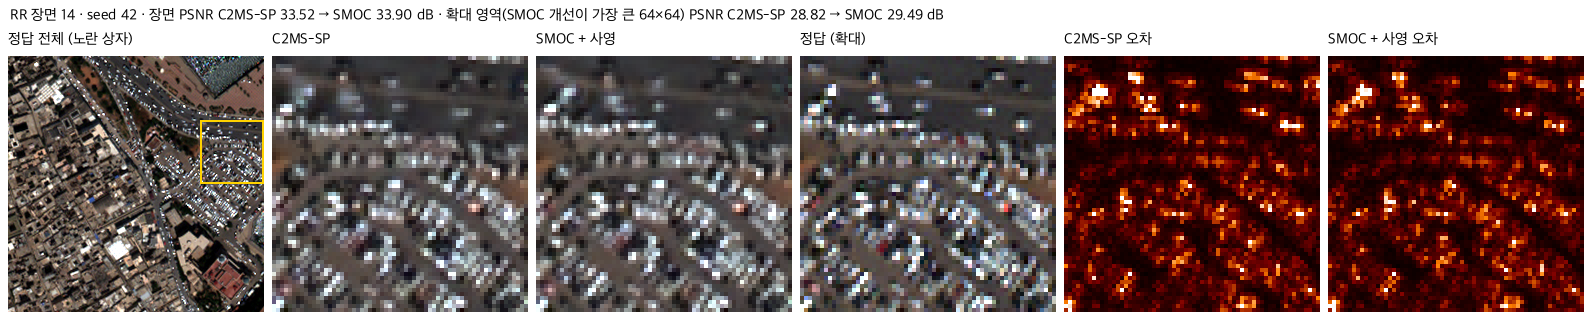 RR 장면 14 · seed 42 · 장면 PSNR C2MS-SP 33.52 → SMOC 33.90 dB · 확대 영역(SMOC 개선이 가장 큰 64×64) PSNR C2MS-SP 28.82 → SMOC 29.49 dB
정답 전체 (노란 상자)
C2MS-SP
SMOC + 사영
정답 (확대)
C2MS-SP 오차
SMOC + 사영 오차